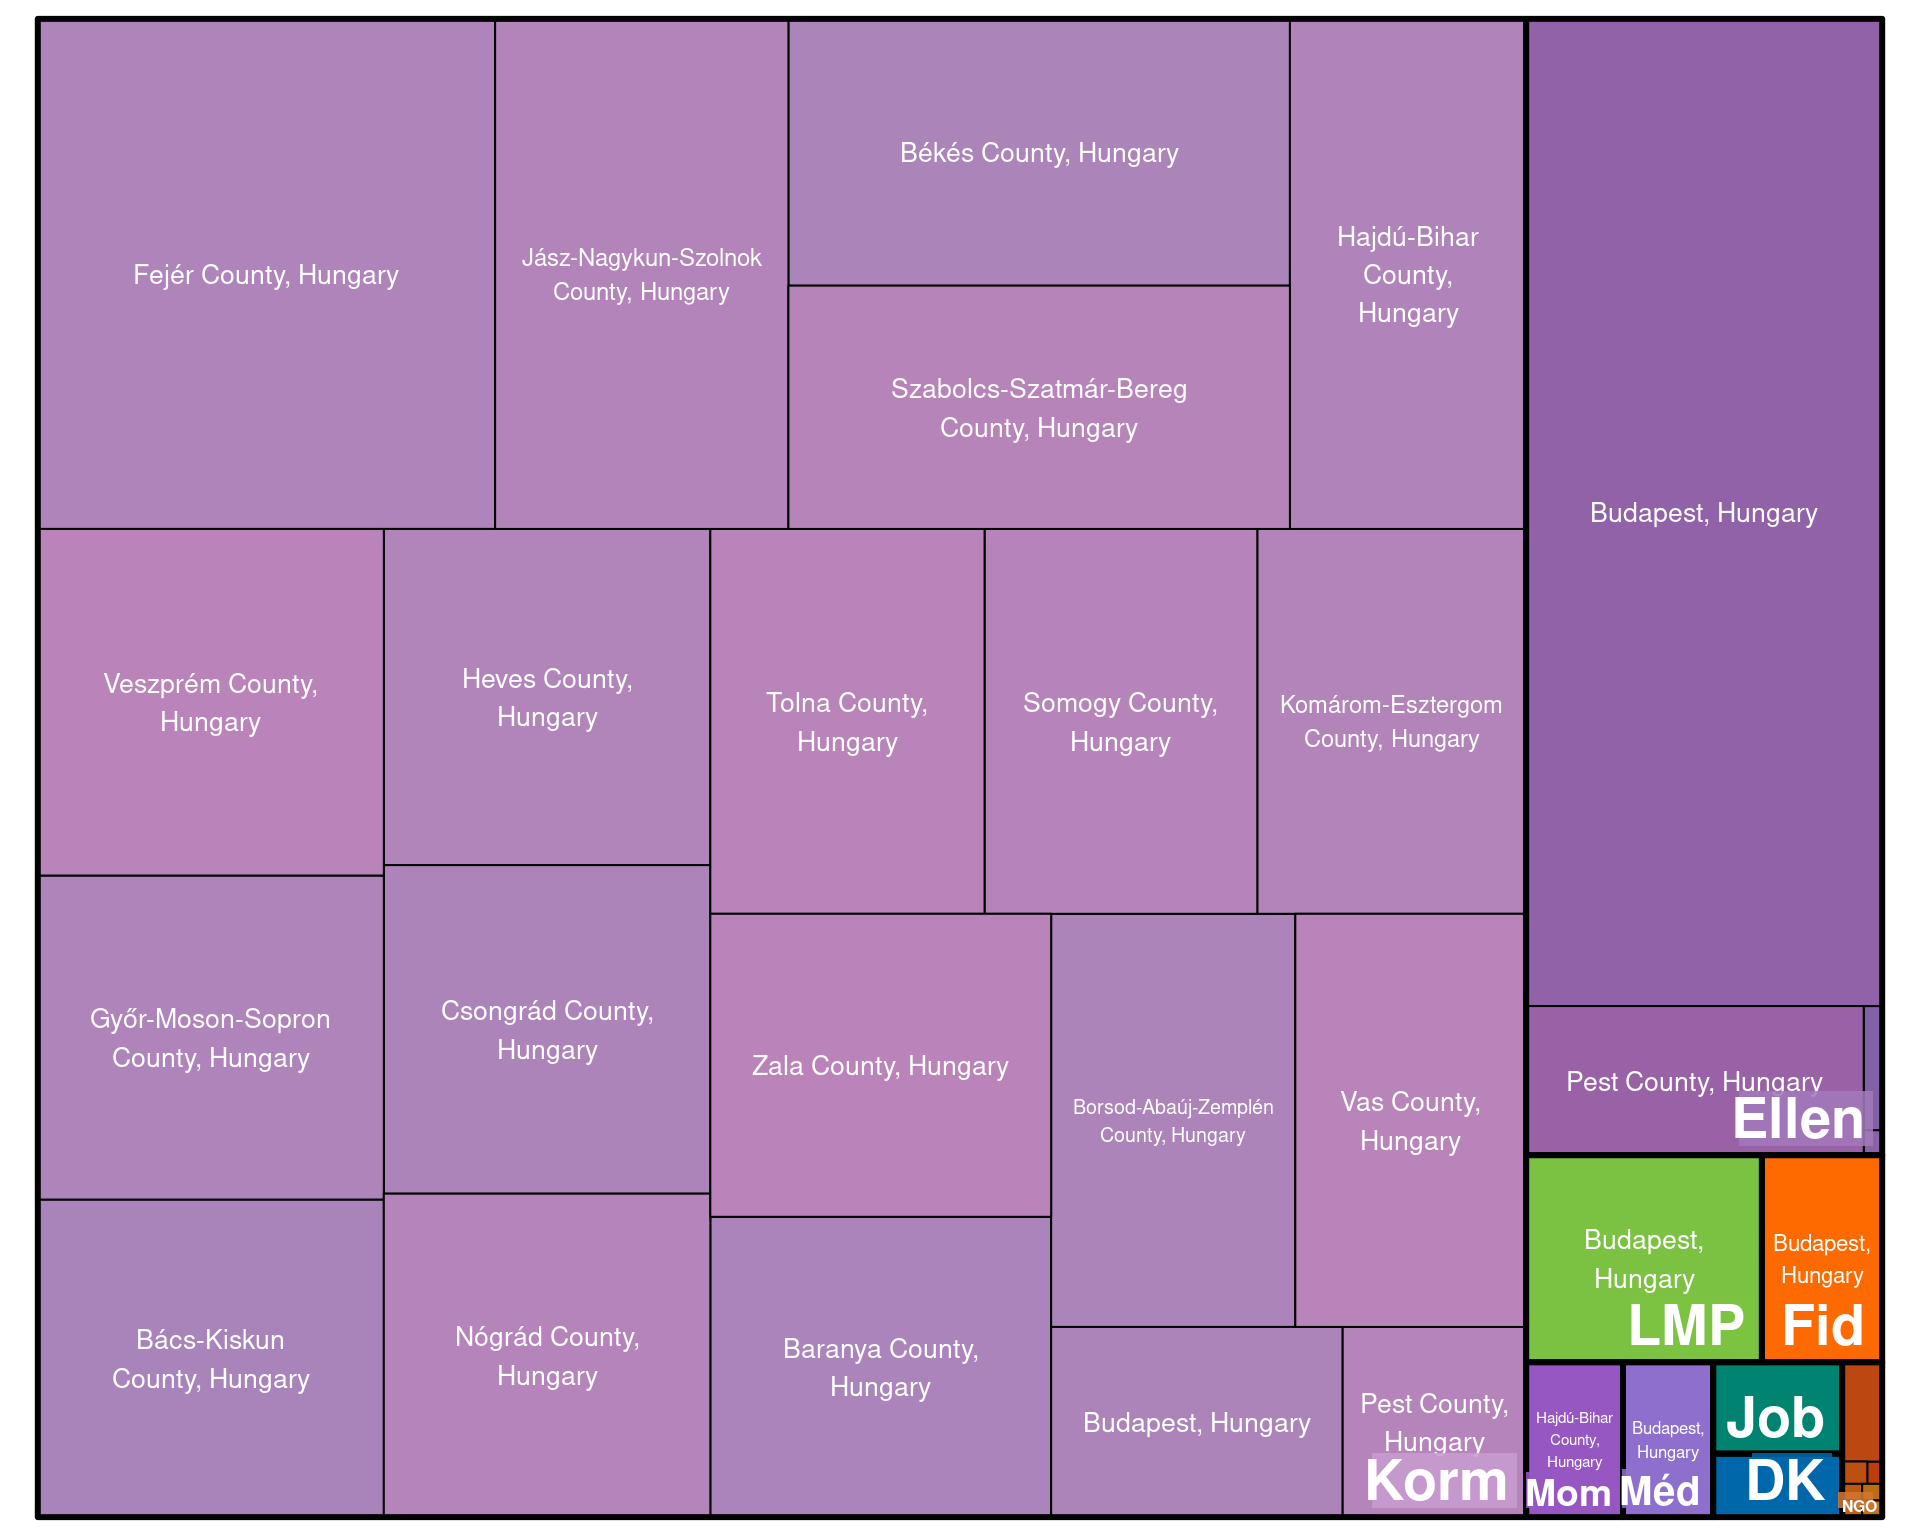 Fejér County, Hungary
Jász-Nagykun-Szolnok
County, Hungary
Békés County, Hungary
Szabolcs-Szatmár-Bereg
County, Hungary
Hajdú-Bihar
County,
Hungary
Budapest, Hungary
Veszprém County,
Hungary
Heves County,
Hungary
Tolna County,
Hungary
Somogy County,
Hungary
Komárom-Esztergom
County, Hungary
Győr-Moson-Sopron
County, Hungary
Csongrád County,
Hungary
Zala County, Hungary
Borsod-Abaúj-Zemplén
County, Hungary
Vas County,
Hungary
Bács-Kiskun
County, Hungary
Nógrád County,
Hungary
Baranya County,
Hungary
Budapest, Hungary
Pest County,
Hungary
Korm
Pest County, Hungary
Ellen
Budapest,
Hungary
LMP
Budapest,
Hungary
Fid
Hajdú-Bihar
County,
Hungary
Mom
Budapest,
Hungary
Méd
Job
DK
NGO